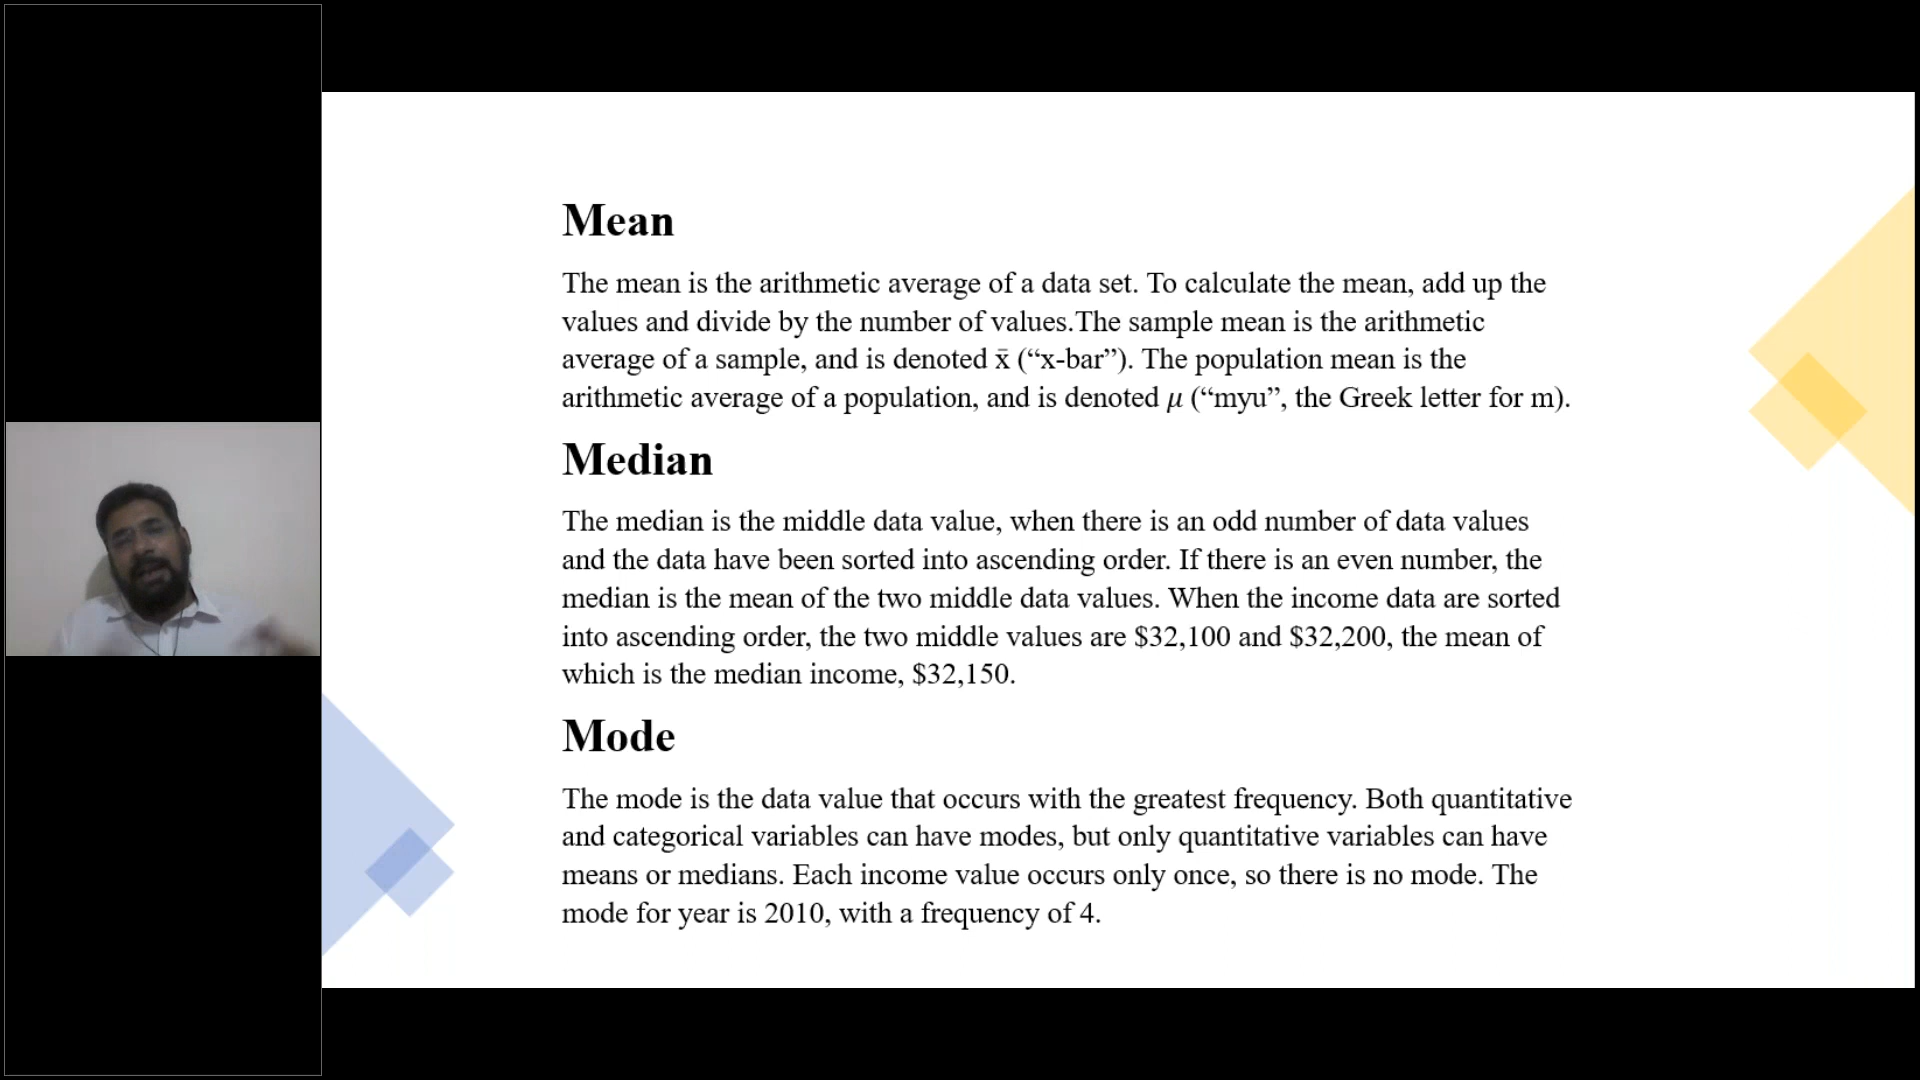 Mean
The mean is the arithmetic average of a data set. To calculate the mean, add up the
values and divide by the number of values.The sample mean is the arithmetic
average of a sample, and is denoted x̄ (“x-bar”). The population mean is the
arithmetic average of a population, and is denoted μ (“myu”, the Greek letter for m).
Median
The median is the middle data value, when there is an odd number of data values
and the data have been sorted into ascending order. If there is an even number, the
median is the mean of the two middle data values. When the income data are sorted
into ascending order, the two middle values are $32,100 and $32,200, the mean of
which is the median income, $32,150.
Mode
The mode is the data value that occurs with the greatest frequency. Both quantitative
and categorical variables can have modes, but only quantitative variables can have
means or medians. Each income value occurs only once, so there is no mode. The
mode for year is 2010, with a frequency of 4.